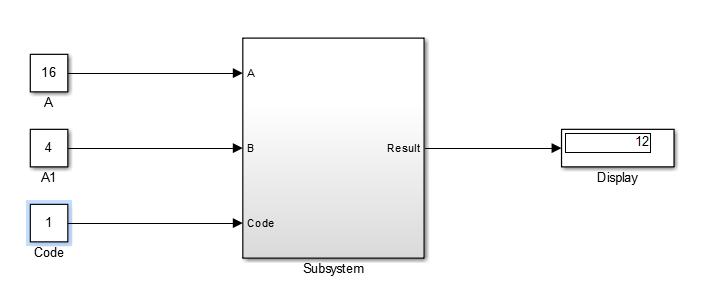 16
A
A
4
A1
B
Result
12
Display
1
Code
Code
Subsystem